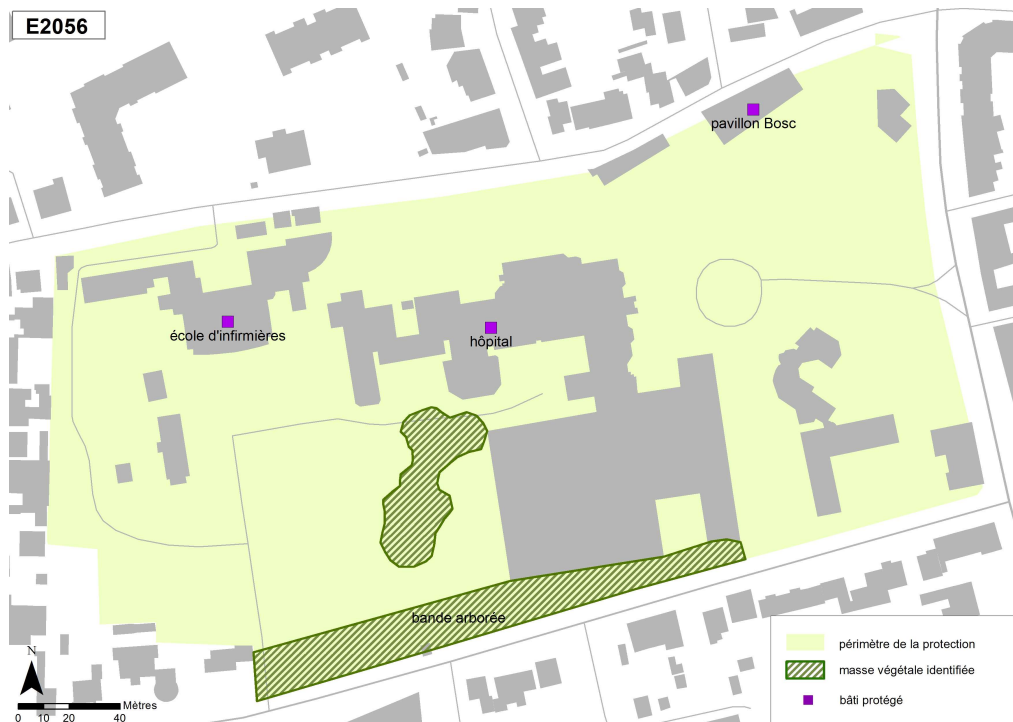 E2056
pavillon Bosc
école d'infirmières
hôpital
bande arborée
N
Mètres
0 10 20 40
périmètre de la protection
masse végétale identifiée
bâti protégé